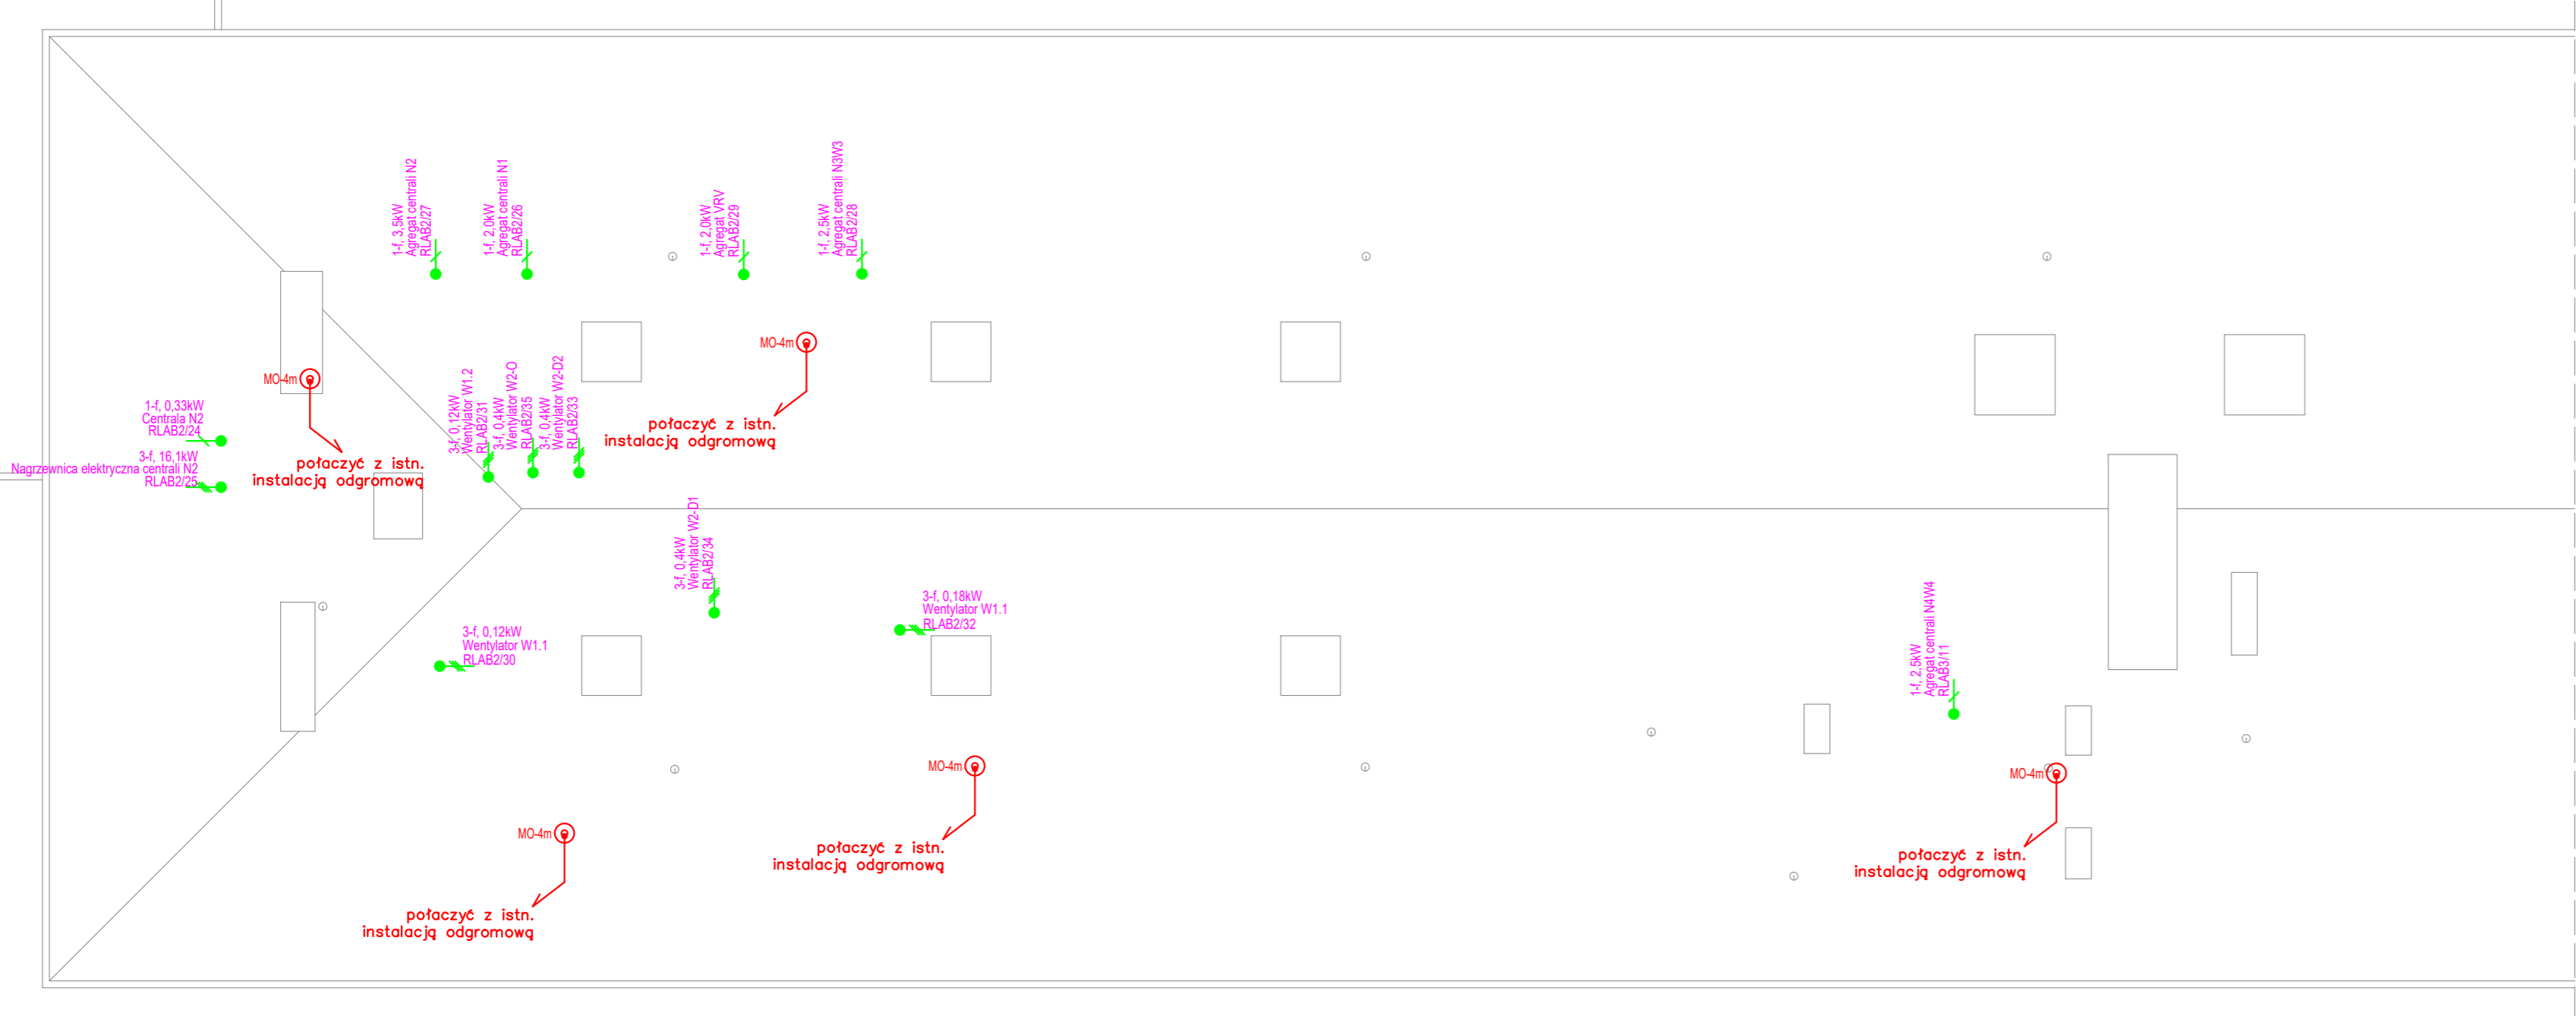 1-f, 3,5kW
Agregat centrali N2
RLAB2/27
1-f, 2,0kW
Agregat centrali N1
RLAB2/26
1-f, 2,0kW
Agregat VRV
RLAB2/29
1-f, 2,5kW
Agregat centrali N3W3
RLAB2/28
MO-4m
połaczyć z istn.
instalacją odgromową
MO-4m
połaczyć z istn.
instalacją odgromową
1-f, 0,33kW
Centrala N2
RLAB2/24
3-f, 16,1kW
Nagrzewnica elektryczna centrali N2
RLAB2/25
3-f, 0,12kW
Wentylator W1.2
RLAB2/31
3-f, 0,4kW
Wentylator W2-O
RLAB2/35
3-f, 0,4kW
Wentylator W2-D2
RLAB2/33
3-f, 0,4kW
Wentylator W2-D1
RLAB2/34
3-f, 0,18kW
Wentylator W1.1
RLAB2/32
3-f, 0,12kW
Wentylator W1.1
RLAB2/30
1-f, 2,5kW
Agregat centrali N4W4
RLAB3/11
MO-4m
połaczyć z istn.
instalacją odgromową
MO-4m
połaczyć z istn.
instalacją odgromową
MO-4m
połaczyć z istn.
instalacją odgromową